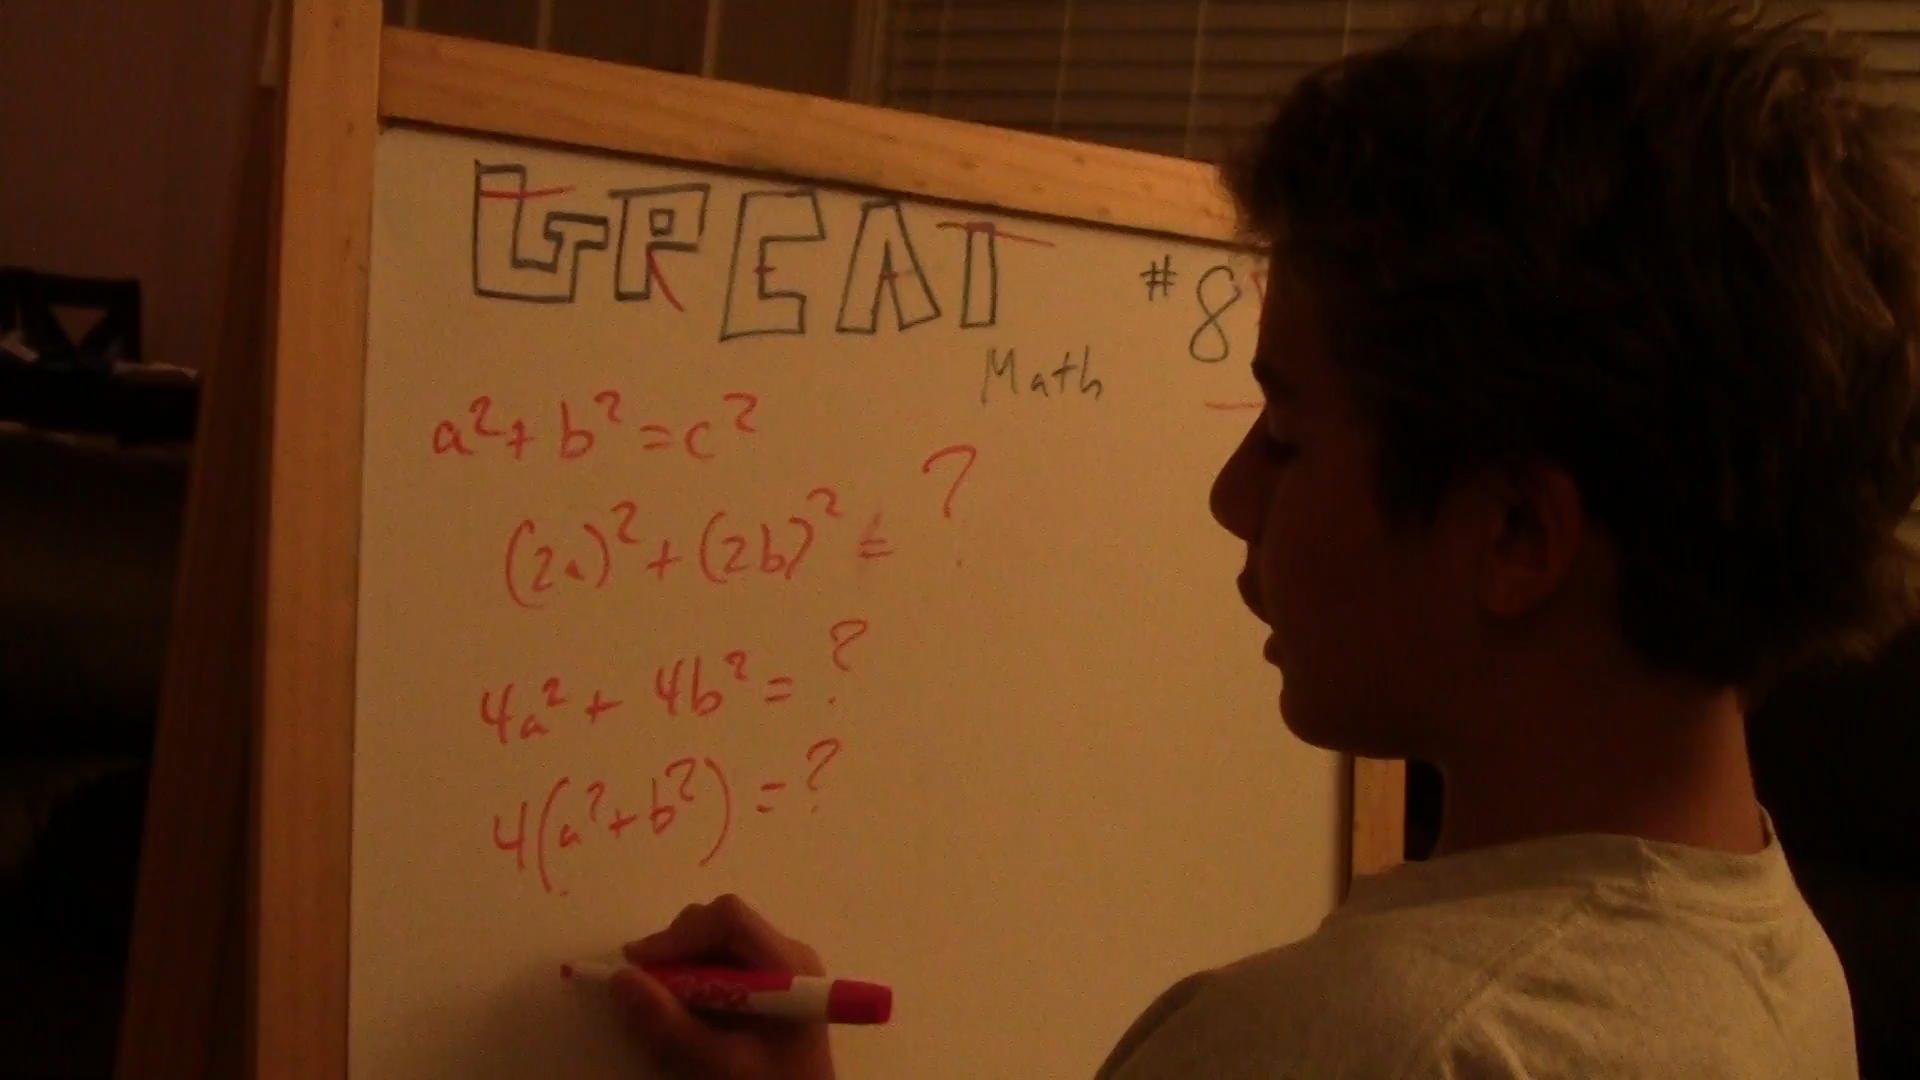 GREAT
Math
#8
a²+b²=c²
(2a)²+(2b)²=?
4a²+4b²=?
4(a²+b²)=?